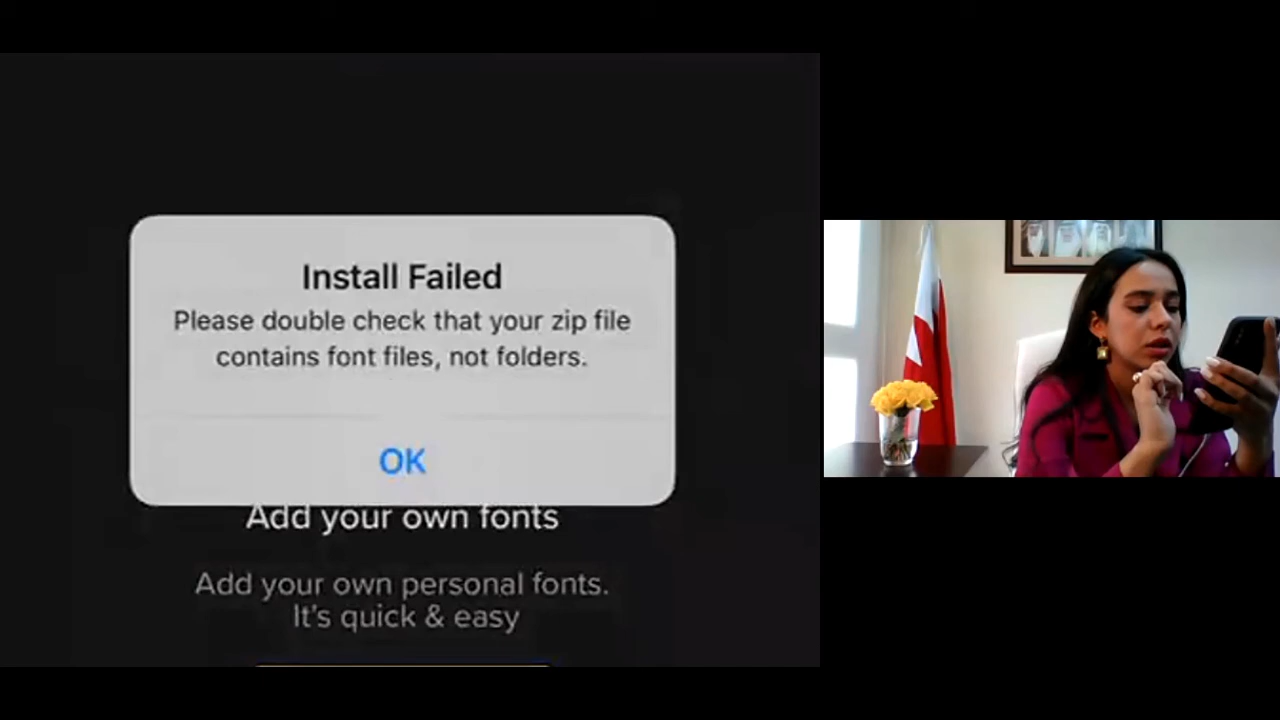 Install Failed
Please double check that your zip file
contains font files, not folders.
OK
Add your own fonts
Add your own personal fonts.
It's quick & easy